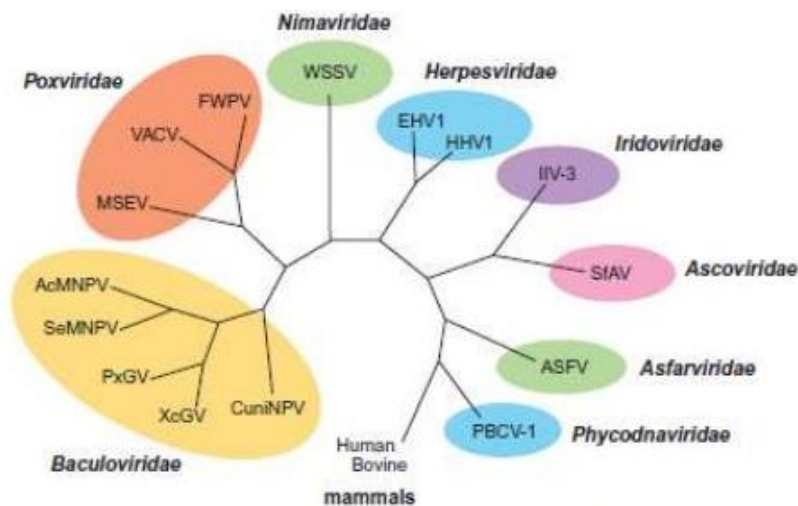 Nimaviridae
WSSV
Poxviridae
FWPV
VACV
MSEV
Herpesviridae
EHV1
HHV1
Iridoviridae
IIV-3
SfAV
Ascoviridae
AcMNPV
SeMNPV
PxGV
XcGV
CuniNPV
Baculoviridae
ASFV
Asfarviridae
PBCV-1
Phycodnaviridae
Human
Bovine
mammals